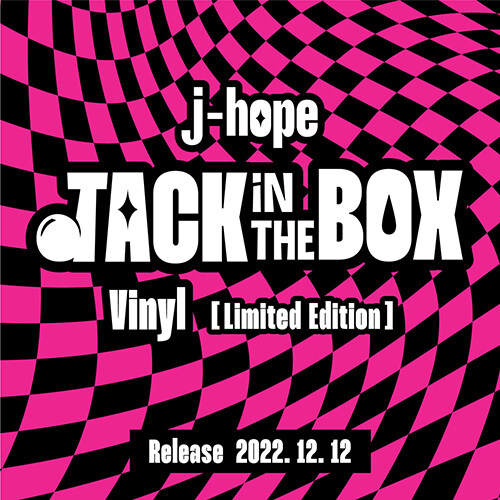 j-hope
JACK IN THE BOX
Vinyl [Limited Edition]
Release 2022. 12. 12